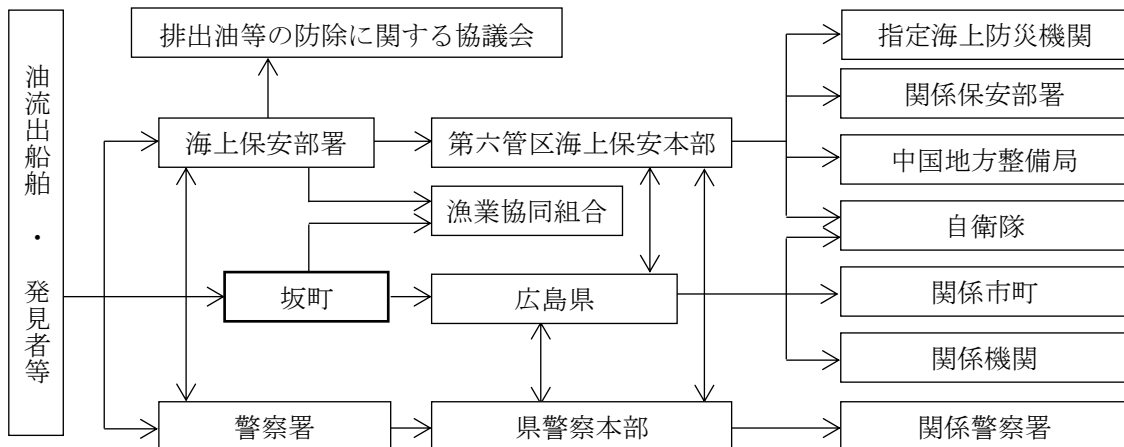 排出油等の防除に関する協議会
指定海上防災機関
油流出船舶・発見者等
関係保安部署
海上保安部署
第六管区海上保安本部
中国地方整備局
漁業協同組合
自衛隊
坂町
広島県
関係市町
関係機関
警察署
県警察本部
関係警察署